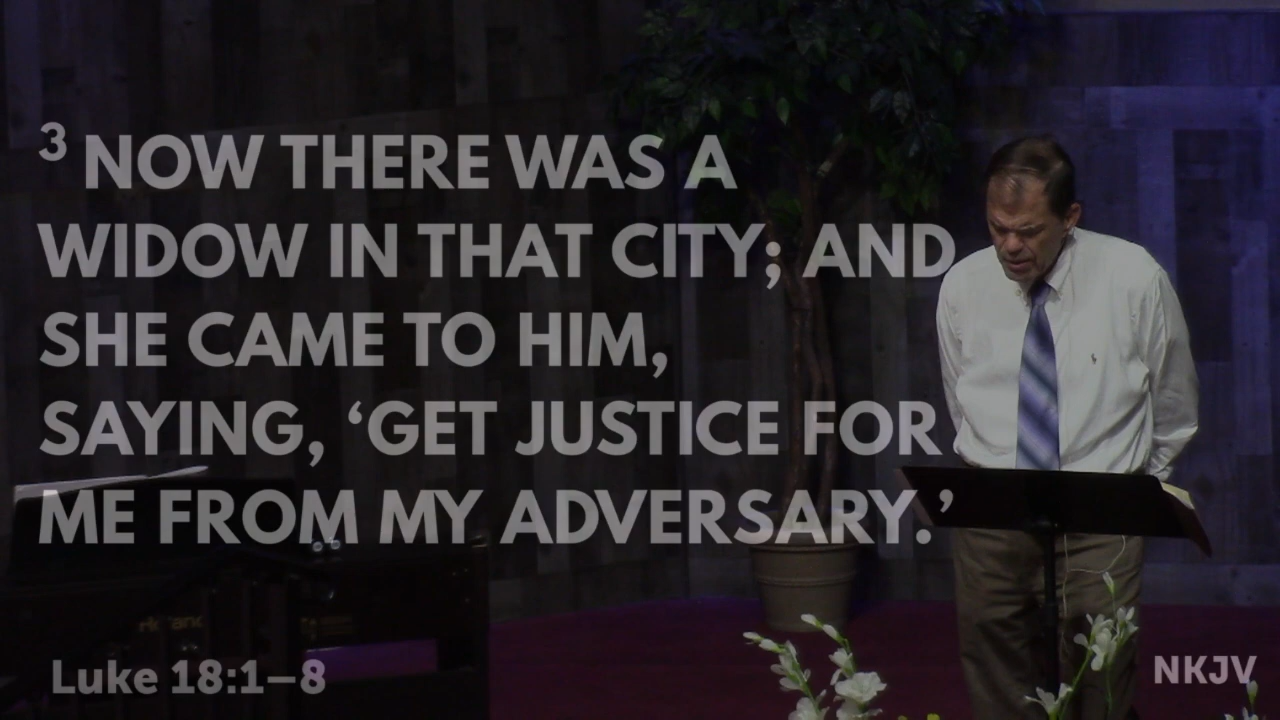 3 NOW THERE WAS A
WIDOW IN THAT CITY; AND
SHE CAME TO HIM,
SAYING, ‘GET JUSTICE FOR
ME FROM MY ADVERSARY.’
Luke 18:1–8
NKJV